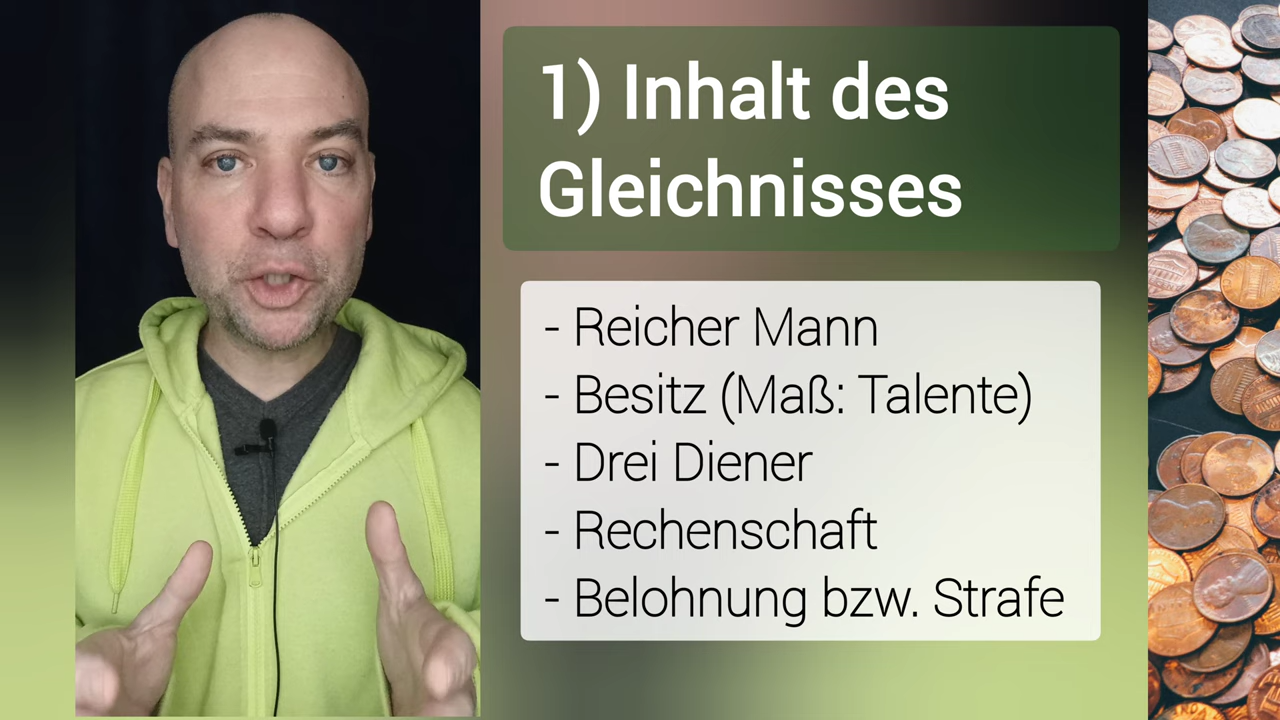 1) Inhalt des
Gleichnisses
- Reicher Mann
- Besitz (Maß: Talente)
- Drei Diener
- Rechenschaft
- Belohnung bzw. Strafe